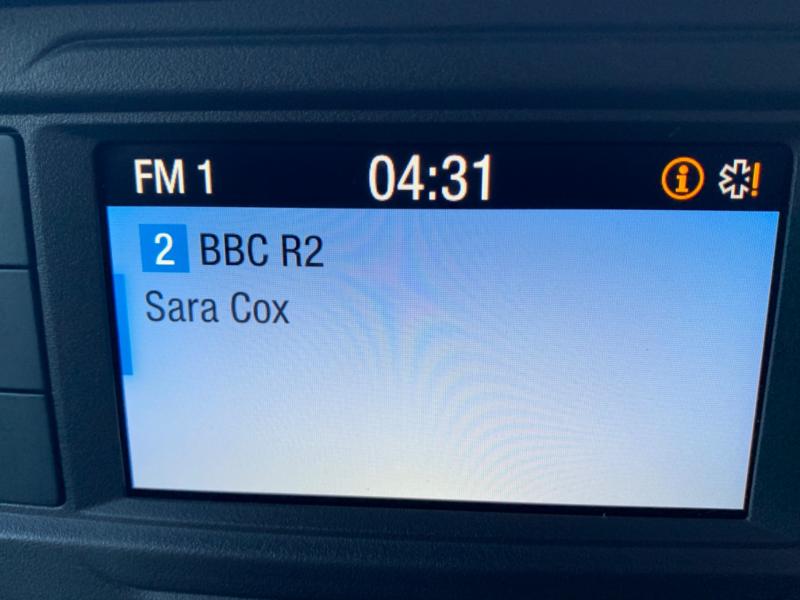 FM 1 04:31
2 BBC R2
Sara Cox